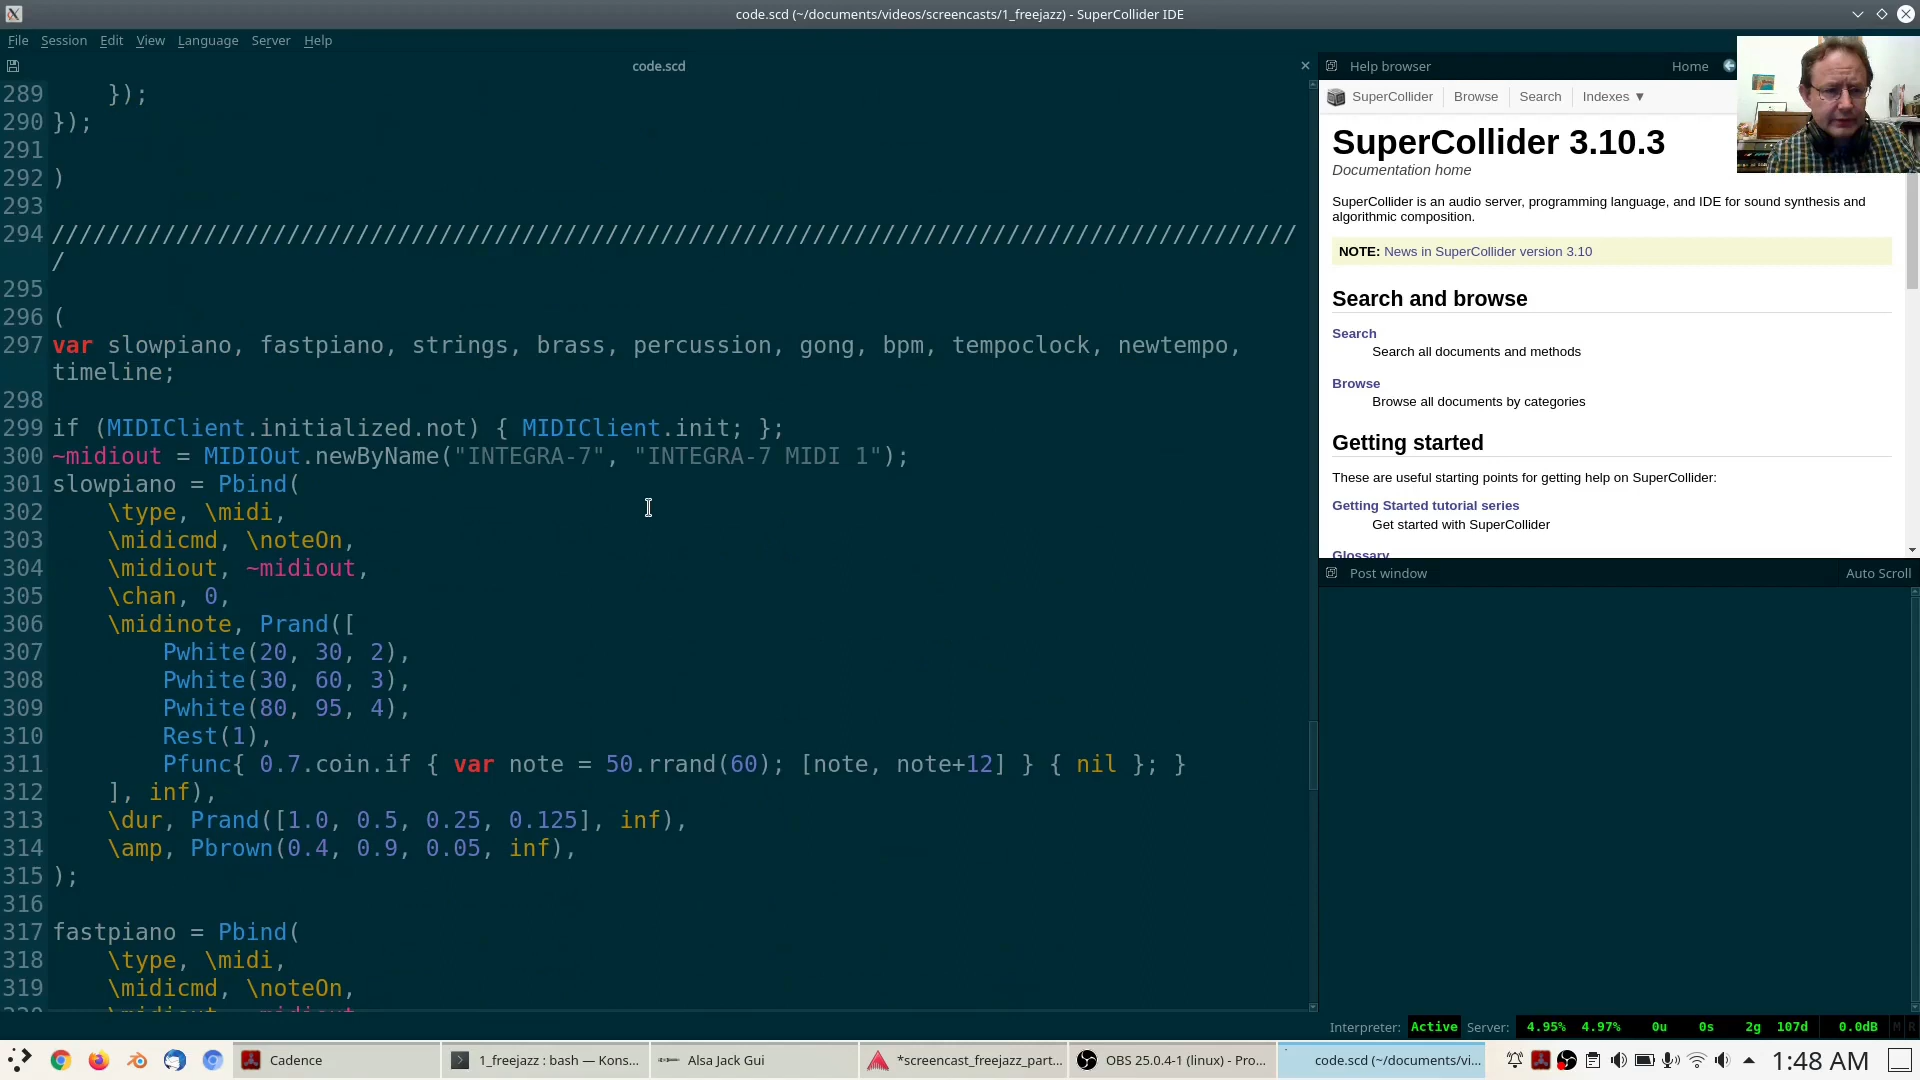 code.scd (~/documents/videos/screencasts/1_freejazz) - SuperCollider IDE
File Session Edit View Language Server Help
code.scd
289 });
290 });
291
292 )
293
294 //////////////////////////////////////////////////////////////////////////////////////////
/
295
296 (
297 var slowpiano, fastpiano, strings, brass, percussion, gong, bpm, tempoclock, newtempo,
timeline;
298
299 if (MIDIClient.initialized.not) { MIDIClient.init; };
300 ~midiout = MIDIOut.newByName("INTEGRA-7", "INTEGRA-7 MIDI 1");
301 slowpiano = Pbind(
302 \type, \midi,
303 \midicmd, \noteOn,
304 \midiout, ~midiout,
305 \chan, 0,
306 \midinote, Prand([
307 Pwhite(20, 30, 2),
308 Pwhite(30, 60, 3),
309 Pwhite(80, 95, 4),
310 Rest(1),
311 Pfunc{ 0.7.coin.if { var note = 50.rrand(60); [note, note+12] } { nil }; }
312 ], inf),
313 \dur, Prand([1.0, 0.5, 0.25, 0.125], inf),
314 \amp, Pbrown(0.4, 0.9, 0.05, inf),
315 );
316
317 fastpiano = Pbind(
318 \type, \midi,
319 \midicmd, \noteOn,
Help browser Home
SuperCollider Browse Search Indexes ▼
SuperCollider 3.10.3
Documentation home
SuperCollider is an audio server, programming language, and IDE for sound synthesis and
algorithmic composition.
NOTE: News in SuperCollider version 3.10
Search and browse
Search
Search all documents and methods
Browse
Browse all documents by categories
Getting started
These are useful starting points for getting help on SuperCollider:
Getting Started tutorial series
Get started with SuperCollider
Glossary
Post window Auto Scroll
Interpreter: Active Server: 4.95% 4.97% 0u 0s 2g 107d 0.0dB M R
Cadence
1_freejazz : bash — Kons...
Alsa Jack Gui
*screencast_freejazz_part...
OBS 25.0.4-1 (linux) - Pro...
code.scd (~/documents/vi...
1:48 AM